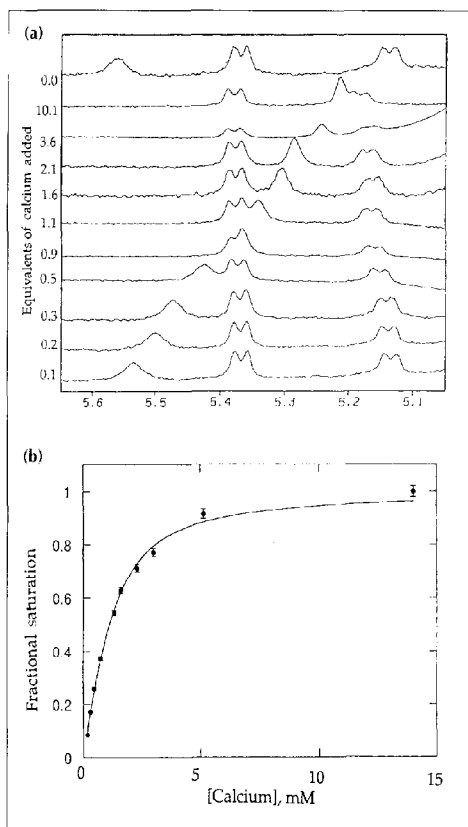 (a)
Equivalents of calcium added
0.0
10.1
3.6
2.1
1.6
1.1
0.9
0.5
0.3
0.2
0.1
5.6 5.5 5.4 5.3 5.2 5.1
(b)
Fractional saturation
1
0.8
0.6
0.4
0.2
0
0 5 10 15
[Calcium], mM